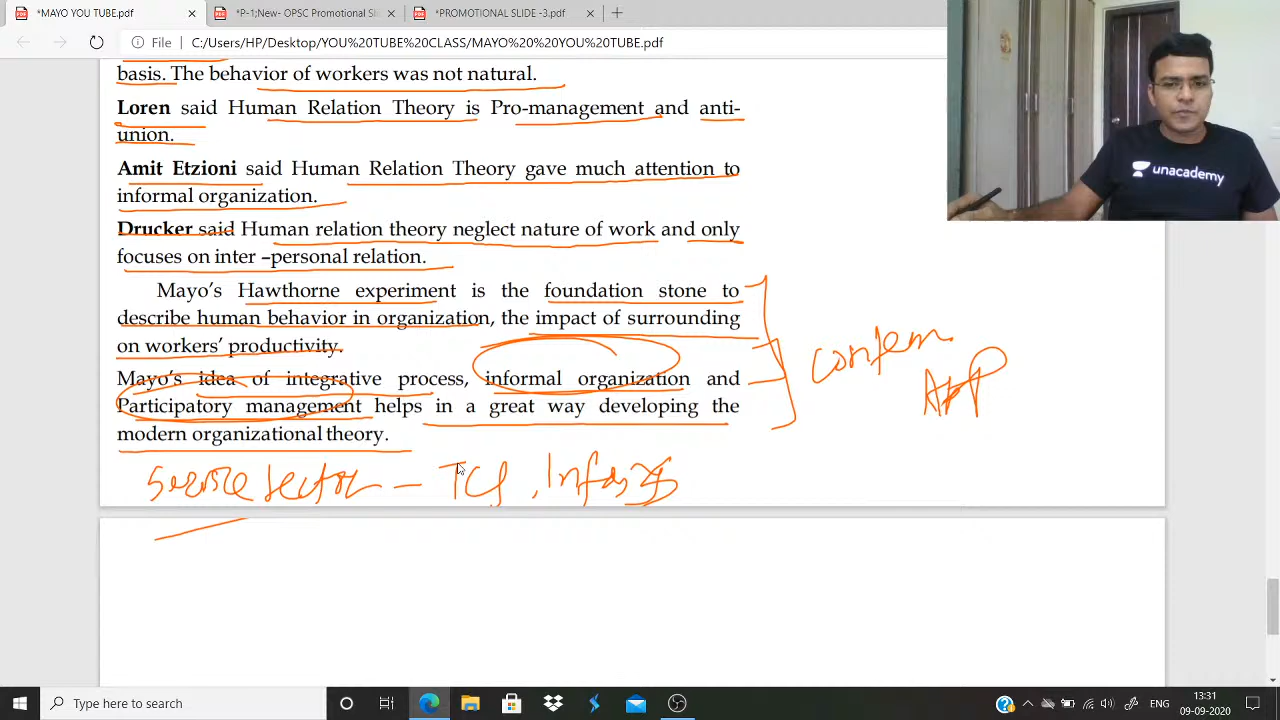 *MAYO YOU TUBE.pdf
*P-1;New- OPSC Promotional Sl
*PROMOTIONAL SLIDE -3.pdf
File
C:/Users/HP/Desktop/YOU%20TUBE%20CLASS/MAYO%20%20YOU%20TUBE.pdf
unacademy
basis. The behavior of workers was not natural.
Loren said Human Relation Theory is Pro-management and anti-
union.
Amit Etzioni said Human Relation Theory gave much attention to
informal organization.
Drucker said Human relation theory neglect nature of work and only
focuses on inter –personal relation.
Mayo's Hawthorne experiment is the foundation stone to
describe human behavior in organization, the impact of surrounding
on workers' productivity.
Mayo's idea of integrative process, informal organization and
Participatory management helps in a great way developing the
modern organizational theory.
contem.
App
Service Sector - TCS, Infosys
Type here to search
ENG
13:31
09-09-2020